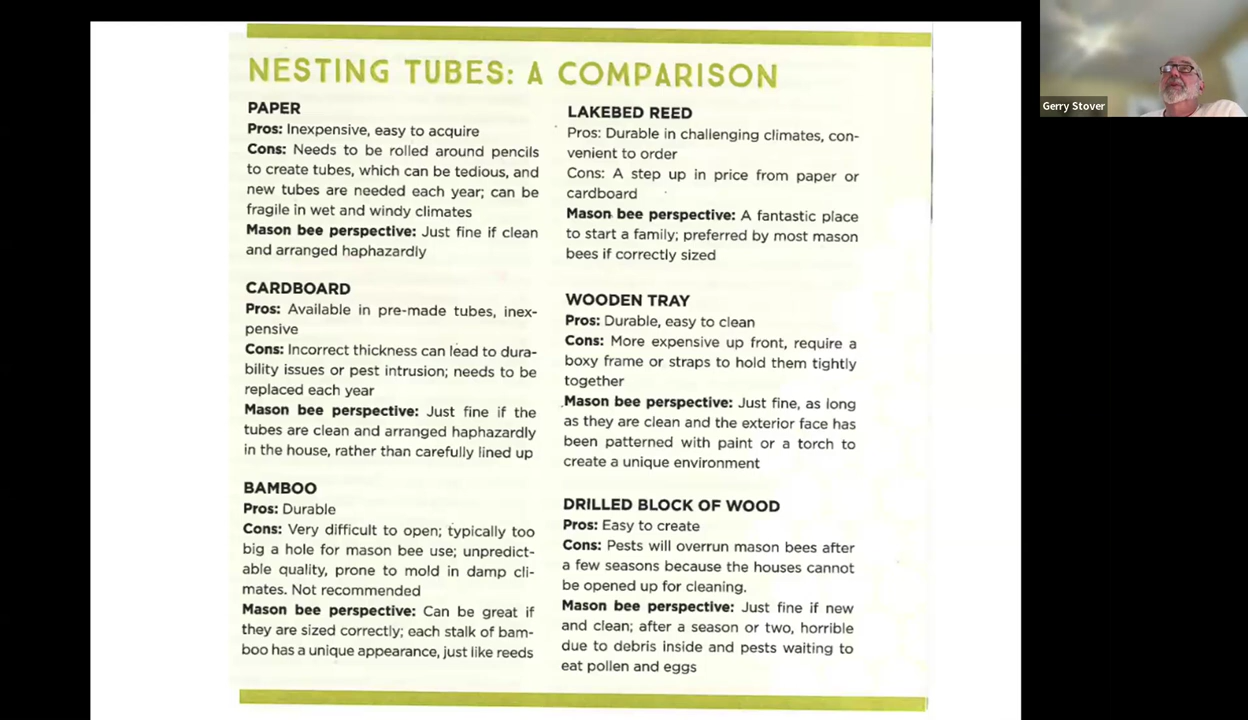 NESTING TUBES: A COMPARISON
PAPER
Pros: Inexpensive, easy to acquire
Cons: Needs to be rolled around pencils
to create tubes, which can be tedious, and
new tubes are needed each year; can be
fragile in wet and windy climates
Mason bee perspective: Just fine if clean
and arranged haphazardly
CARDBOARD
Pros: Available in pre-made tubes, inex-
pensive
Cons: Incorrect thickness can lead to dura-
bility issues or pest intrusion; needs to be
replaced each year
Mason bee perspective: Just fine if the
tubes are clean and arranged haphazardly
in the house, rather than carefully lined up
BAMBOO
Pros: Durable
Cons: Very difficult to open; typically too
big a hole for mason bee use; unpredict-
able quality, prone to mold in damp cli-
mates. Not recommended
Mason bee perspective: Can be great if
they are sized correctly; each stalk of bam-
boo has a unique appearance, just like reeds
LAKEBED REED
Pros: Durable in challenging climates, con-
venient to order
Cons: A step up in price from paper or
cardboard
Mason bee perspective: A fantastic place
to start a family; preferred by most mason
bees if correctly sized
WOODEN TRAY
Pros: Durable, easy to clean
Cons: More expensive up front, require a
boxy frame or straps to hold them tightly
together
Mason bee perspective: Just fine, as long
as they are clean and the exterior face has
been patterned with paint or a torch to
create a unique environment
DRILLED BLOCK OF WOOD
Pros: Easy to create
Cons: Pests will overrun mason bees after
a few seasons because the houses cannot
be opened up for cleaning.
Mason bee perspective: Just fine if new
and clean; after a season or two, horrible
due to debris inside and pests waiting to
eat pollen and eggs
Gerry Stover